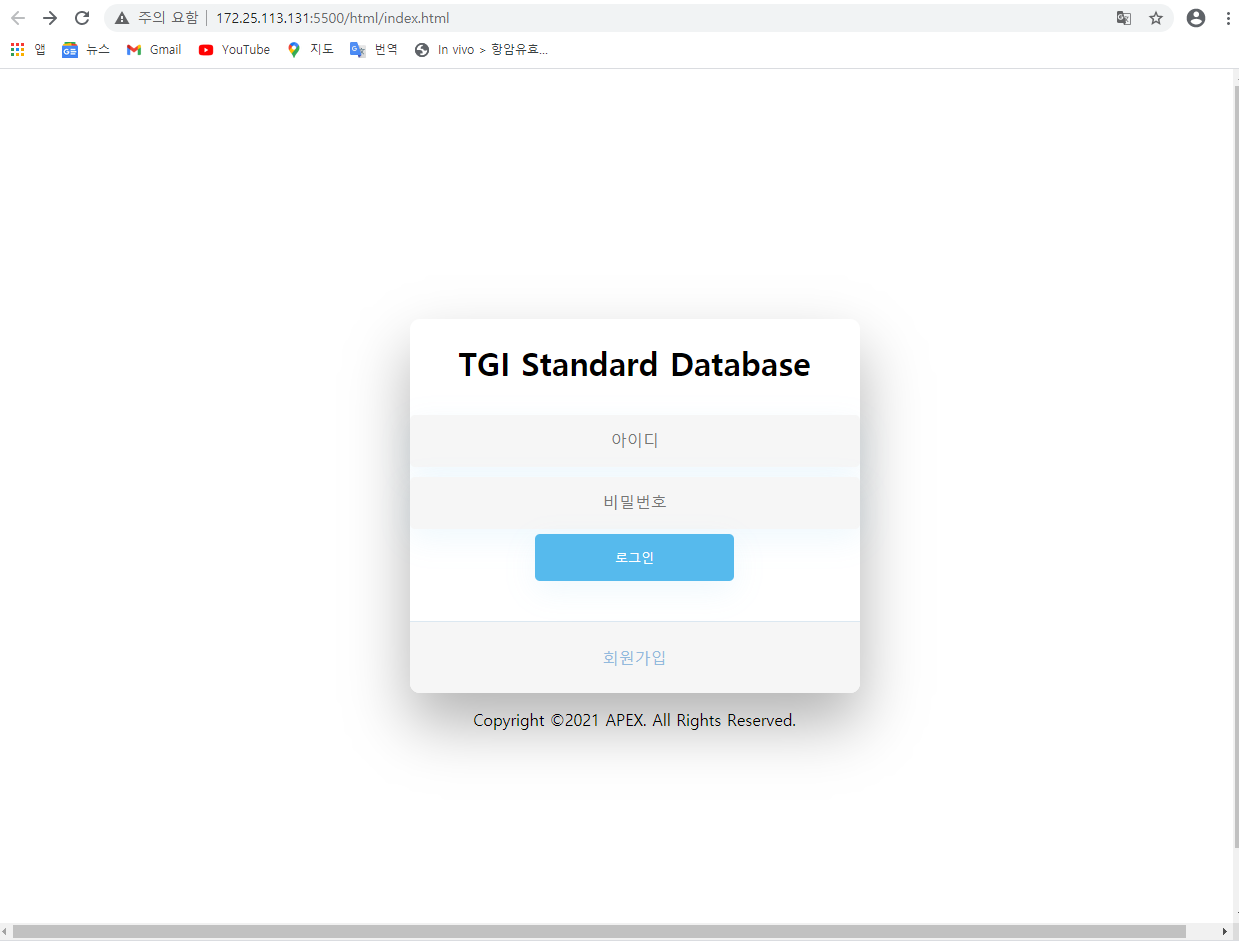 주의 요함 172.25.113.131:5500/html/index.html
앱 뉴스 Gmail YouTube 지도 번역 In vivo > 항암유효...
TGI Standard Database
아이디
비밀번호
로그인
회원가입
Copyright ©2021 APEX. All Rights Reserved.